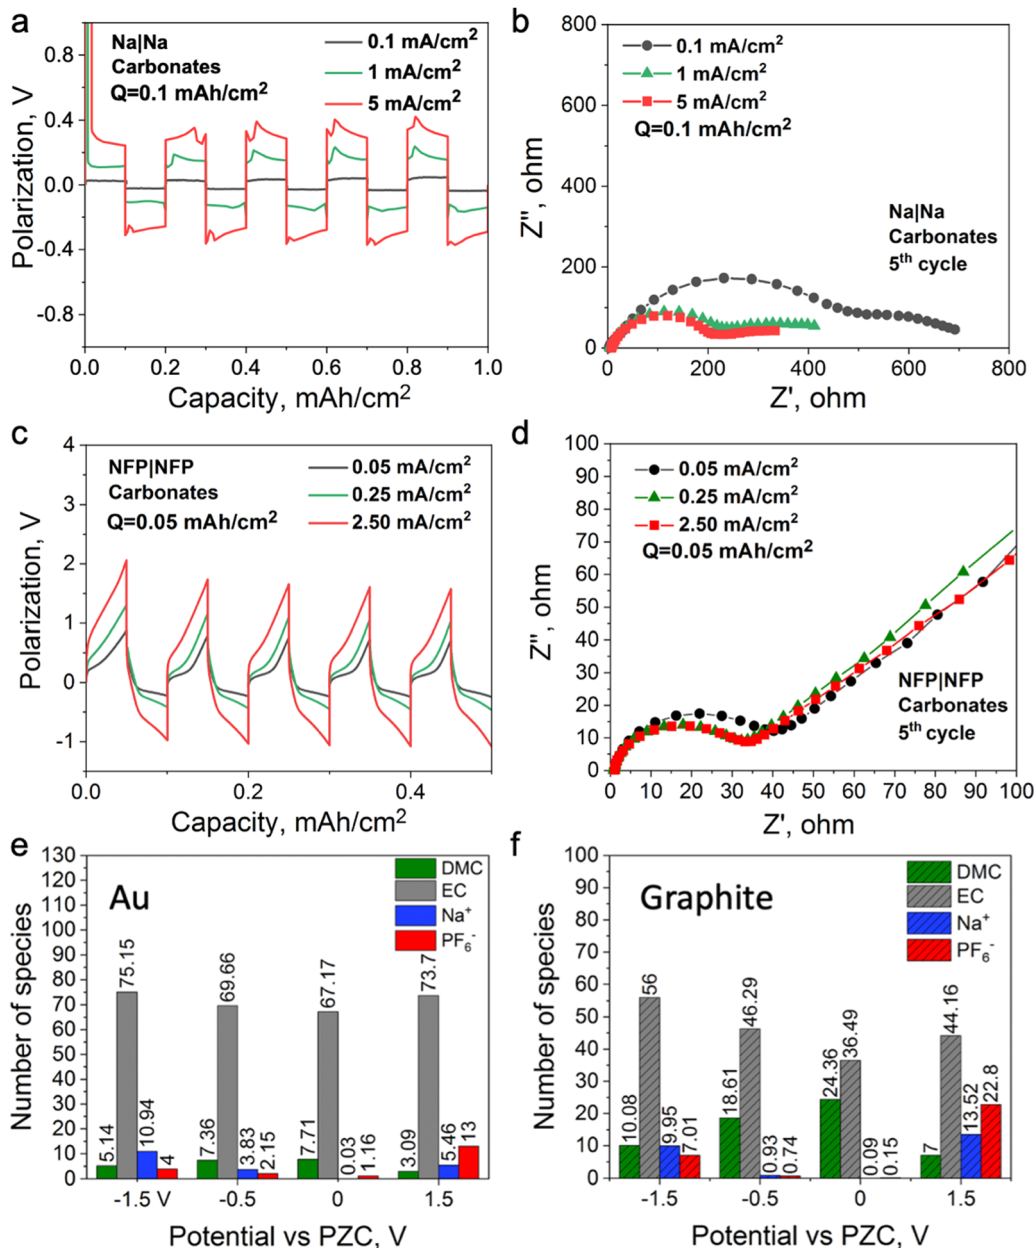 a
Na|Na
Carbonates
Q=0.1 mAh/cm²
0.1 mA/cm²
1 mA/cm²
5 mA/cm²
0.8
0.4
0.0
-0.4
-0.8
Polarization, V
0.0 0.2 0.4 0.6 0.8 1.0
Capacity, mAh/cm²
b
0.1 mA/cm²
1 mA/cm²
5 mA/cm²
Q=0.1 mAh/cm²
Na|Na
Carbonates
5th cycle
800
600
400
200
0
Z'', ohm
0 200 400 600 800
Z', ohm
c
NFP|NFP
Carbonates
Q=0.05 mAh/cm²
0.05 mA/cm²
0.25 mA/cm²
2.50 mA/cm²
4
3
2
1
0
-1
Polarization, V
0.0 0.2 0.4
Capacity, mAh/cm²
d
0.05 mA/cm²
0.25 mA/cm²
2.50 mA/cm²
Q=0.05 mAh/cm²
NFP|NFP
Carbonates
5th cycle
100
90
80
70
60
50
40
30
20
10
0
Z'', ohm
0 10 20 30 40 50 60 70 80 90 100
Z', ohm
e
Au
DMC
EC
Na⁺
PF₆⁻
130
120
110
100
90
80
70
60
50
40
30
20
10
0
Number of species
5.14 75.15 10.94 4
7.36 69.66 3.83 2.15
7.71 67.17 0.03 1.16
3.09 73.7 5.46 13
-1.5 V -0.5 0 1.5
Potential vs PZC, V
f
Graphite
DMC
EC
Na⁺
PF₆⁻
100
90
80
70
60
50
40
30
20
10
0
Number of species
10.08 56 9.95 7.01
18.61 46.29 0.93 0.74
24.36 36.49 0.09 0.15
7 44.16 13.52 22.8
-1.5 -0.5 0 1.5
Potential vs PZC, V